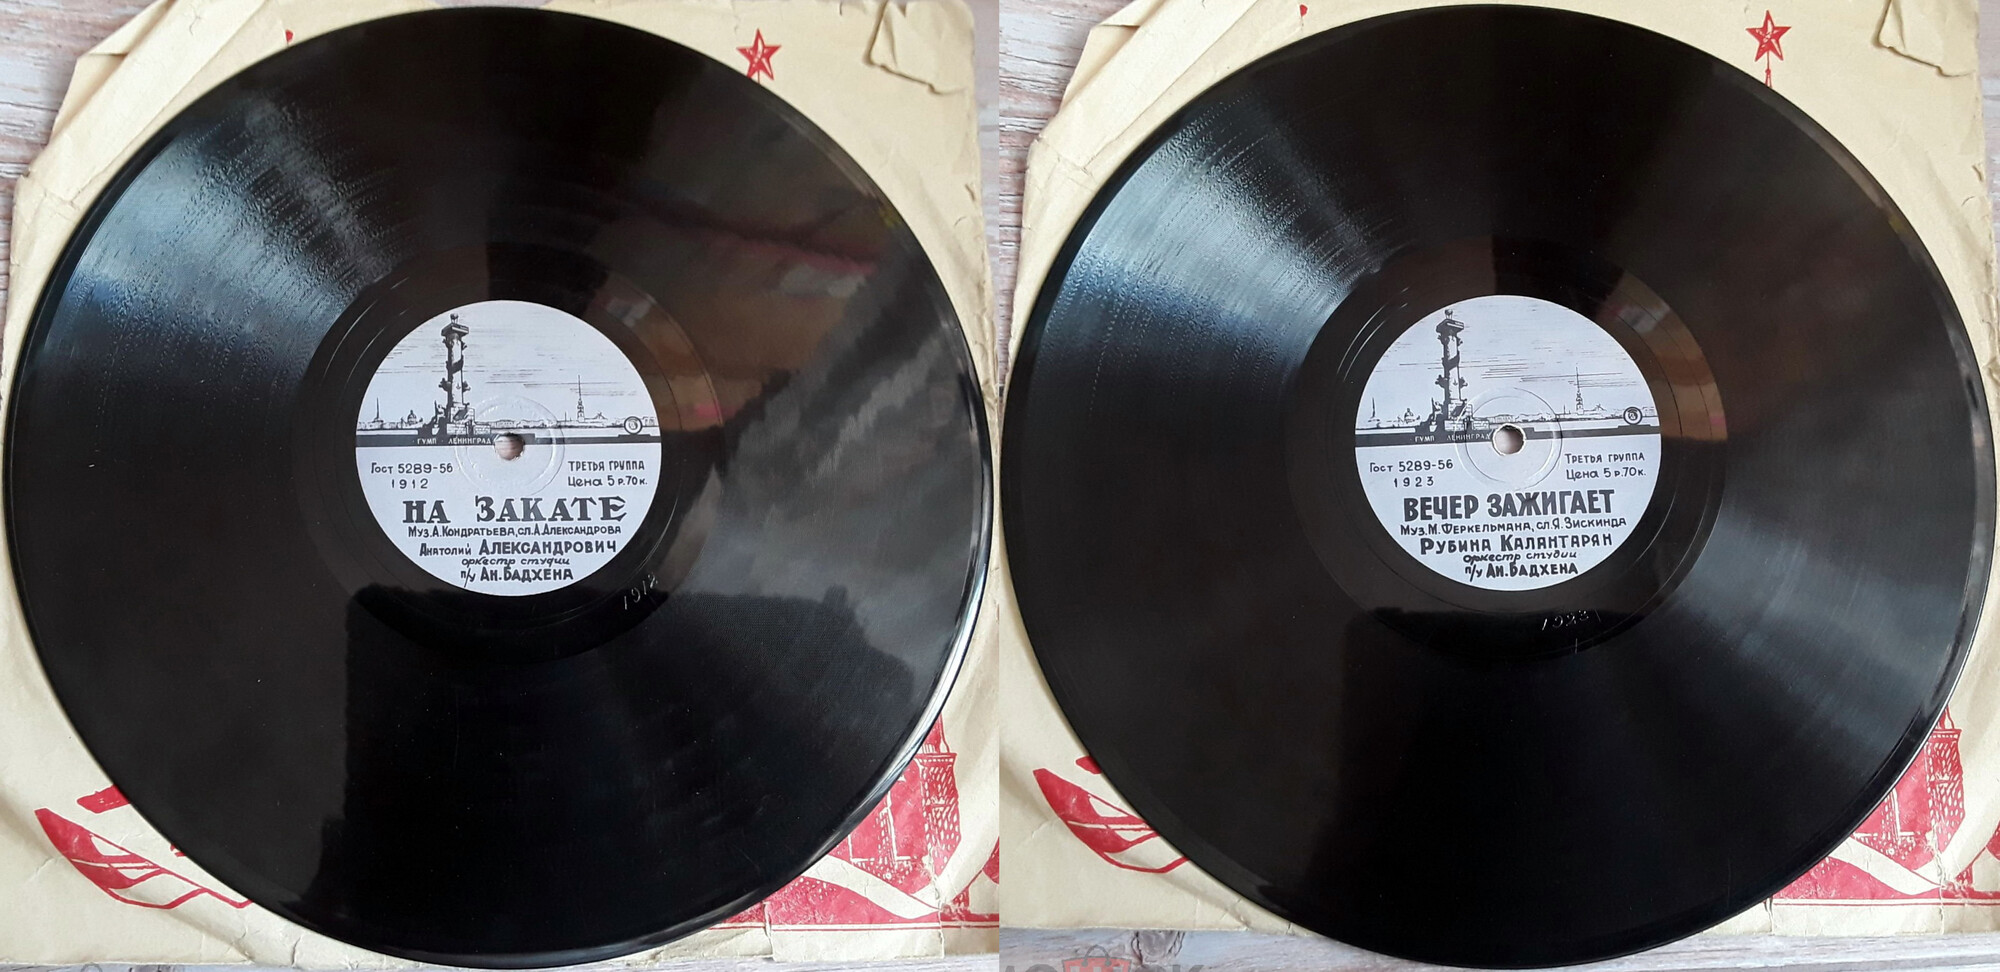 ГУМП - ЛЕНИНГРАД
ГОСТ 5289-56
1912
ТРЕТЬЯ ГРУППА
ЦЕНА 5 Р. 70 К.
НА ЗАКАТЕ
МУЗ. А. КОНДРАТЬЕВА, СЛ. А. АЛЕКСАНДРОВА
АНАТОЛИЙ АЛЕКСАНДРОВИЧ
ОРКЕСТР СТУДИИ
П/У АН. БАДХЕНА
1912
ГУМП ЛЕНИНГРАД
ГОСТ 5289-56
1923
ТРЕТЬЯ ГРУППА
ЦЕНА 5 Р. 70 К.
ВЕЧЕР ЗАЖИГАЕТ
МУЗ. М. ФЕРКЕЛЬМАНА, СЛ. Я. ЗИСКИНДА
РУБИНА КАЛАНТАРЯН
ОРКЕСТР СТУДИИ
П/У АН. БАДХЕНА
1923